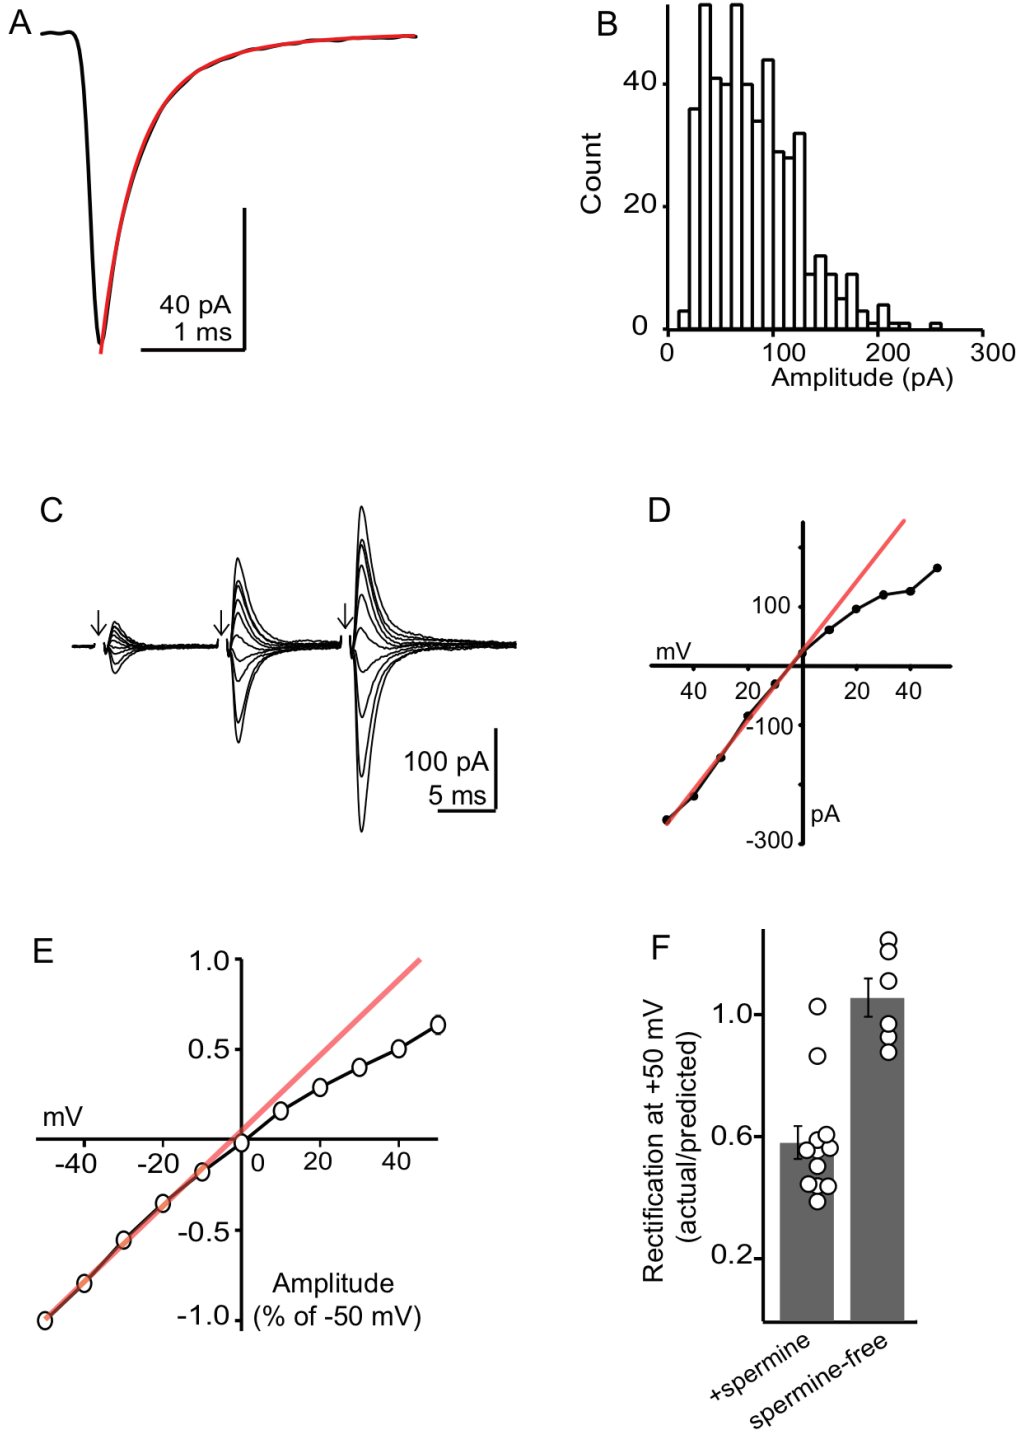 A
40 pA
1 ms
B
Count
40
20
0
0 100 200 300
Amplitude (pA)
C
100 pA
5 ms
D
100
mV
40 20 20 40
-100
pA
-300
E
1.0
0.5
mV
-40 -20 0 20 40
-0.5
-1.0
Amplitude
(% of -50 mV)
F
Rectification at +50 mV
(actual/predicted)
1.0
0.6
0.2
+spermine
spermine-free